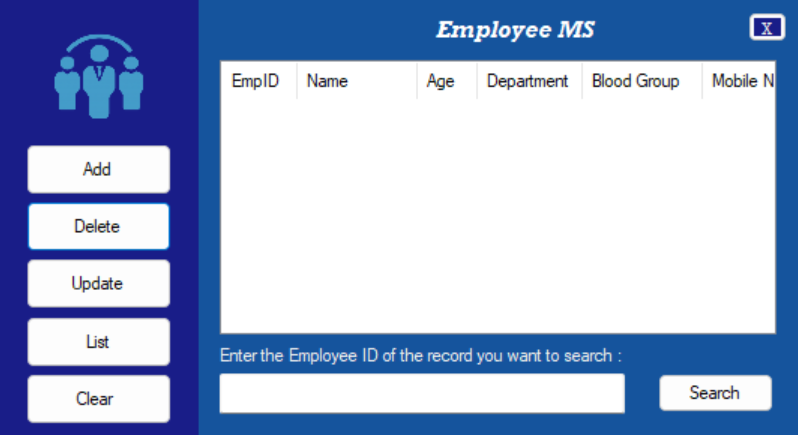 Employee MS
X
EmpID Name Age Department Blood Group Mobile N
Add
Delete
Update
List
Clear
Enter the Employee ID of the record you want to search :
Search